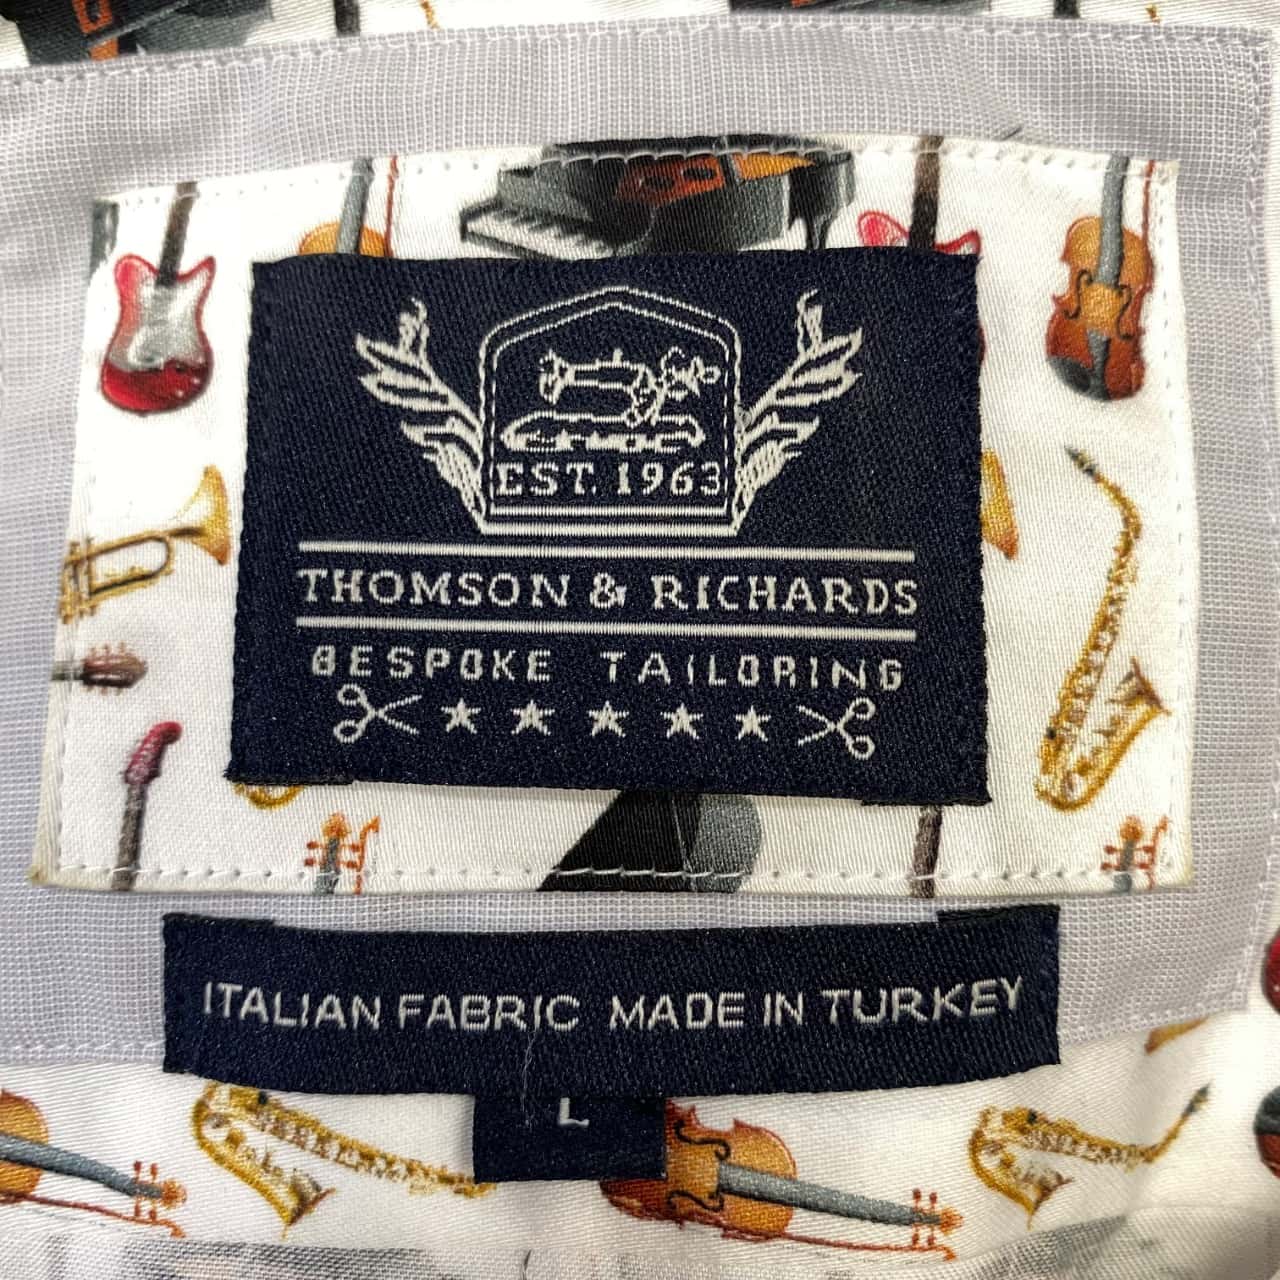 EST. 1963
THOMSON & RICHARDS
BESPOKE TAILORING
ITALIAN FABRIC MADE IN TURKEY
L